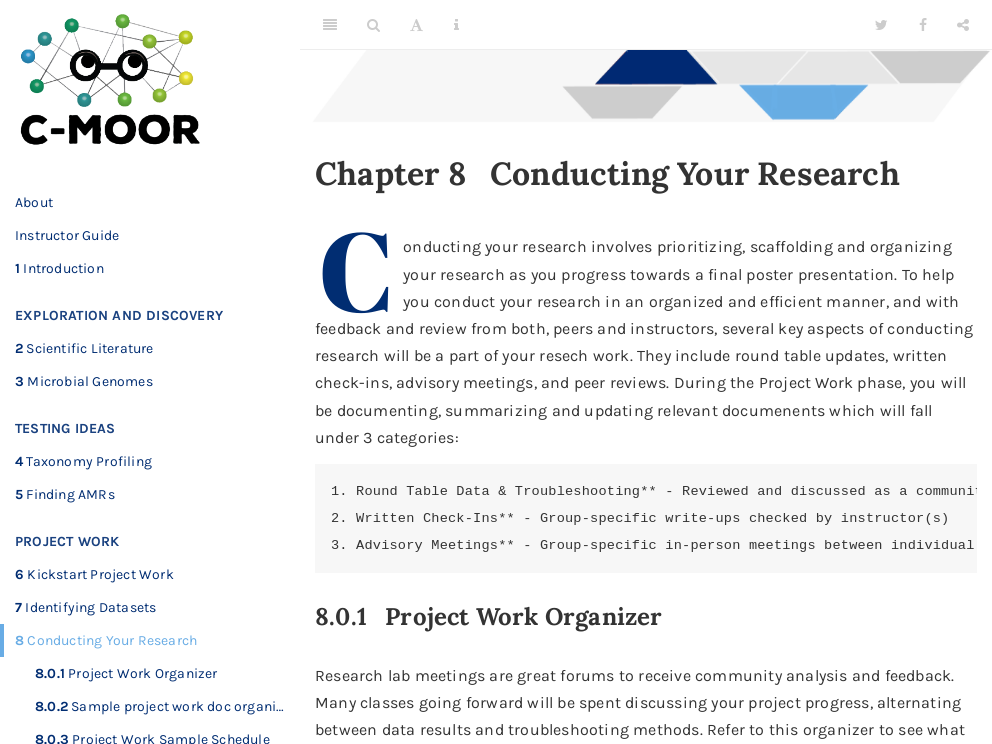 C-MOOR
About
Instructor Guide
1 Introduction
EXPLORATION AND DISCOVERY
2 Scientific Literature
3 Microbial Genomes
TESTING IDEAS
4 Taxonomy Profiling
5 Finding AMRs
PROJECT WORK
6 Kickstart Project Work
7 Identifying Datasets
8 Conducting Your Research
8.0.1 Project Work Organizer
8.0.2 Sample project work doc organi…
8.0.3 Project Work Sample Schedule
Chapter 8 Conducting Your Research
Conducting your research involves prioritizing, scaffolding and organizing
your research as you progress towards a final poster presentation. To help
you conduct your research in an organized and efficient manner, and with
feedback and review from both, peers and instructors, several key aspects of conducting
research will be a part of your resech work. They include round table updates, written
check-ins, advisory meetings, and peer reviews. During the Project Work phase, you will
be documenting, summarizing and updating relevant documenents which will fall
under 3 categories:
1. Round Table Data & Troubleshooting** - Reviewed and discussed as a communi
2. Written Check-Ins** - Group-specific write-ups checked by instructor(s)
3. Advisory Meetings** - Group-specific in-person meetings between individual
8.0.1 Project Work Organizer
Research lab meetings are great forums to receive community analysis and feedback.
Many classes going forward will be spent discussing your project progress, alternating
between data results and troubleshooting methods. Refer to this organizer to see what